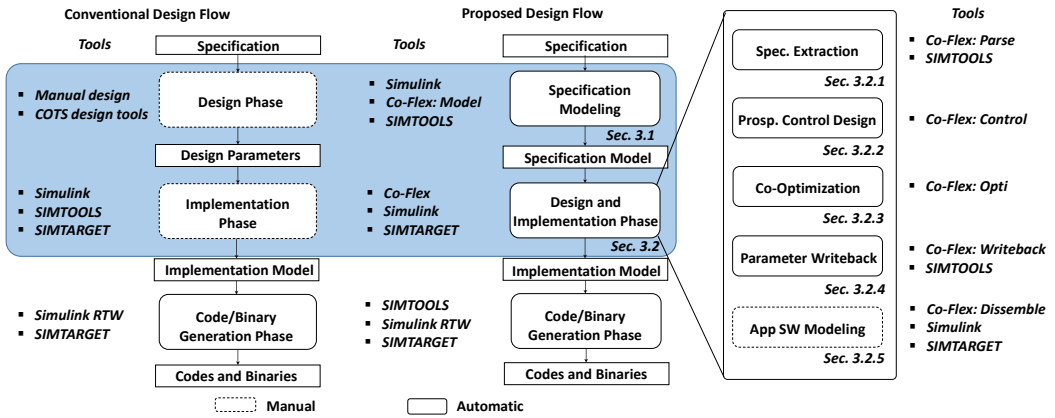 Conventional Design Flow
Tools
Specification
▪ Manual design
▪ COTS design tools
Design Phase
Design Parameters
▪ Simulink
▪ SIMTOOLS
▪ SIMTARGET
Implementation
Phase
Implementation Model
▪ Simulink RTW
▪ SIMTARGET
Code/Binary
Generation Phase
Codes and Binaries
Proposed Design Flow
Tools
Specification
▪ Simulink
▪ Co-Flex: Model
▪ SIMTOOLS
Specification
Modeling
Sec. 3.1
Specification Model
▪ Co-Flex
▪ Simulink
▪ SIMTARGET
Design and
Implementation Phase
Sec. 3.2
Implementation Model
▪ SIMTOOLS
▪ Simulink RTW
▪ SIMTARGET
Code/Binary
Generation Phase
Codes and Binaries
Tools
Spec. Extraction
Sec. 3.2.1
▪ Co-Flex: Parse
▪ SIMTOOLS
Prosp. Control Design
Sec. 3.2.2
▪ Co-Flex: Control
Co-Optimization
Sec. 3.2.3
▪ Co-Flex: Opti
Parameter Writeback
Sec. 3.2.4
▪ Co-Flex: Writeback
▪ SIMTOOLS
App SW Modeling
Sec. 3.2.5
▪ Co-Flex: Dissemble
▪ Simulink
▪ SIMTARGET
Manual
Automatic